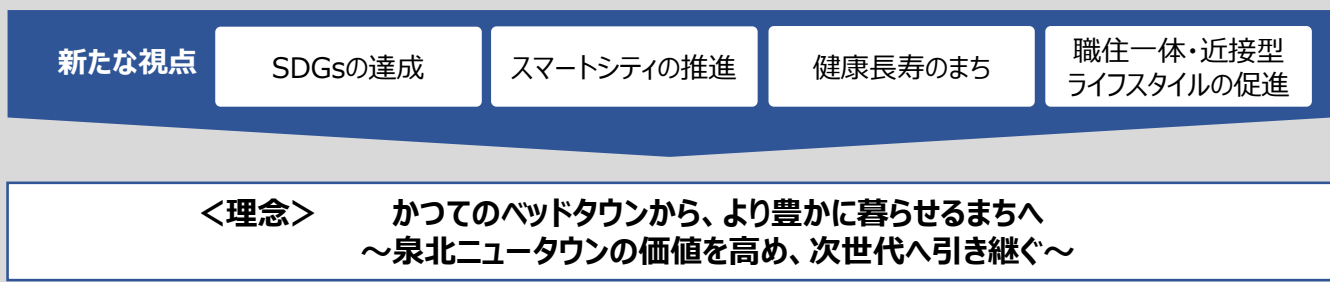 新たな視点
SDGsの達成
スマートシティの推進
健康長寿のまち
職住一体・近接型
ライフスタイルの促進
＜理念＞ かつてのベッドタウンから、より豊かに暮らせるまちへ
～泉北ニュータウンの価値を高め、次世代へ引き継ぐ～